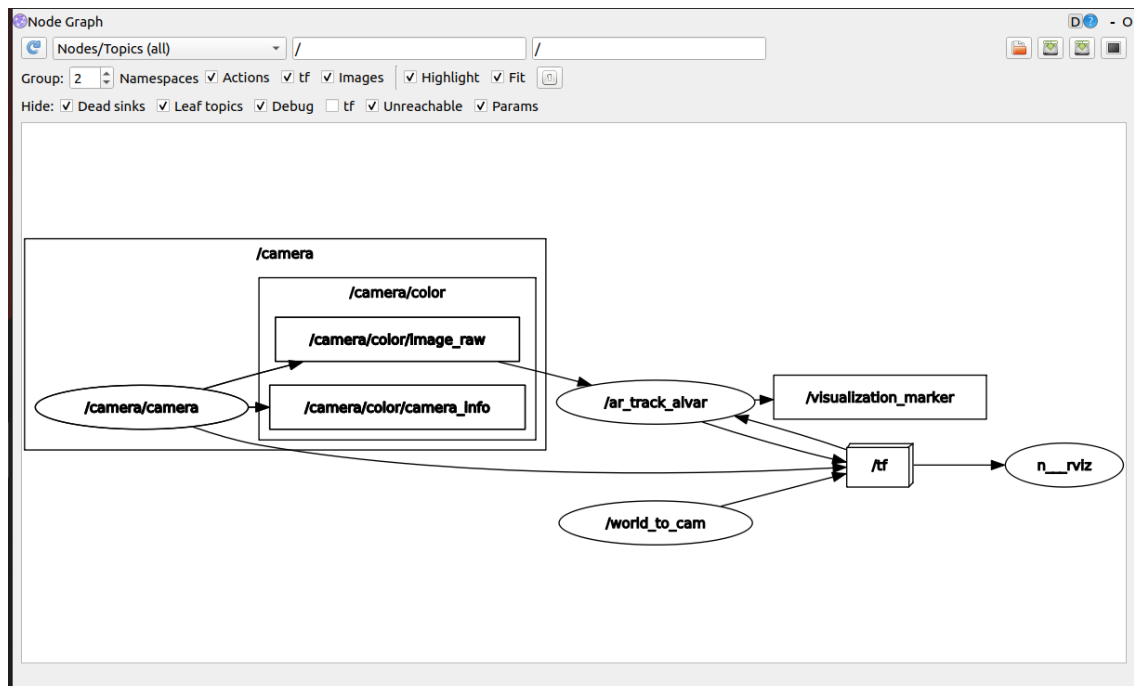 Node Graph
D
- O
Nodes/Topics (all)
/
/
Group: 2 Namespaces Actions tf Images Highlight Fit
Hide: Dead sinks Leaf topics Debug tf Unreachable Params
/camera
/camera/color
/camera/color/image_raw
/camera/camera
/camera/color/camera_info
/ar_track_alvar
/visualization_marker
/tf
n__rviz
/world_to_cam